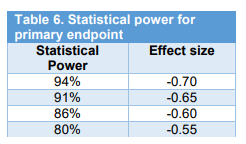 Table 6. Statistical power for
primary endpoint
Statistical Effect size
Power
94% -0.70
91% -0.65
86% -0.60
80% -0.55